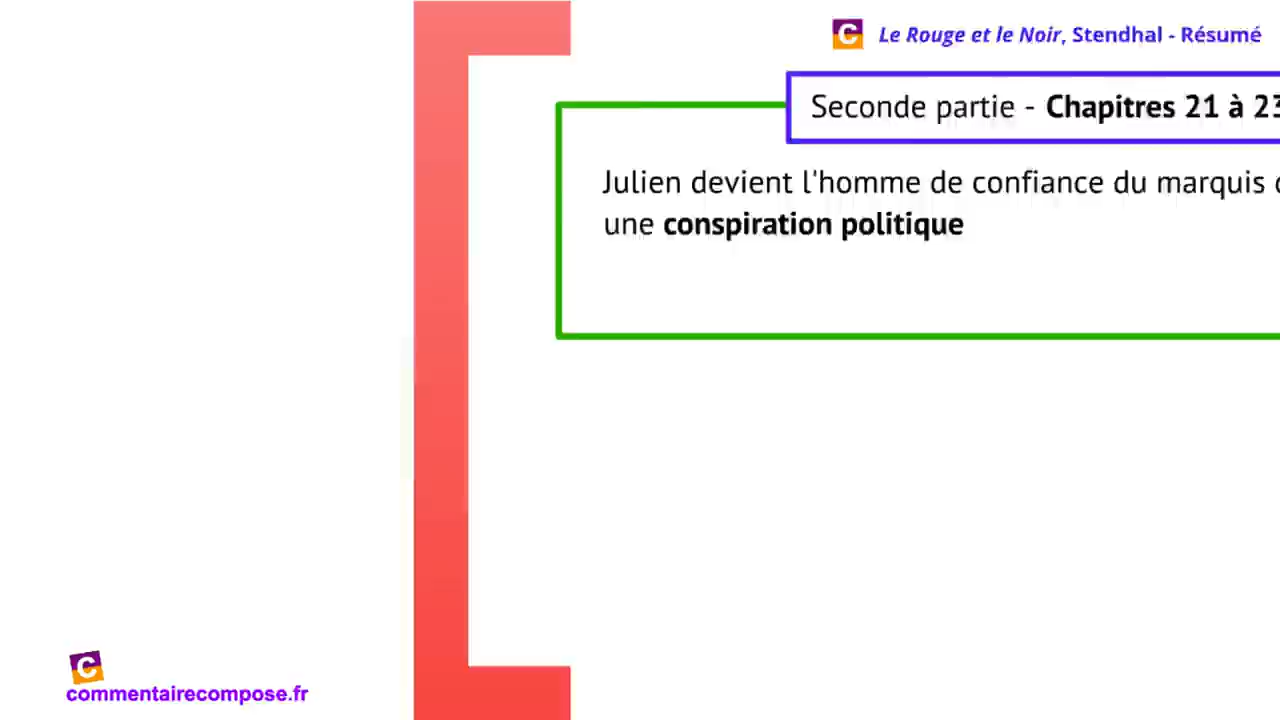 Le Rouge et le Noir, Stendhal - Résumé
Seconde partie - Chapitres 21 à 23
Julien devient l'homme de confiance du marquis
une conspiration politique
C
commentairecompose.fr